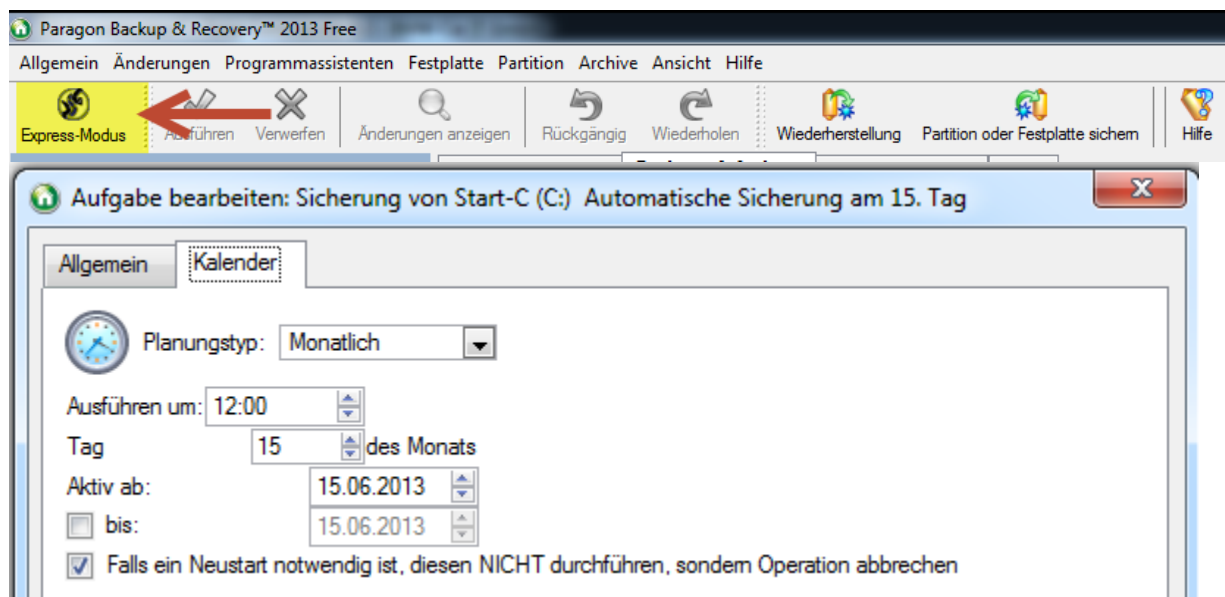 Paragon Backup & Recovery™ 2013 Free
Allgemein Änderungen Programmassistenten Festplatte Partition Archive Ansicht Hilfe
Express-Modus Ausführen Verwerfen Änderungen anzeigen Rückgängig Wiederholen Wiederherstellung Partition oder Festplatte sichern Hilfe
Aufgabe bearbeiten: Sicherung von Start-C (C:) Automatische Sicherung am 15. Tag
Allgemein Kalender
Planungstyp: Monatlich
Ausführen um: 12:00
Tag 15 des Monats
Aktiv ab: 15.06.2013
bis: 15.06.2013
Falls ein Neustart notwendig ist, diesen NICHT durchführen, sondern Operation abbrechen